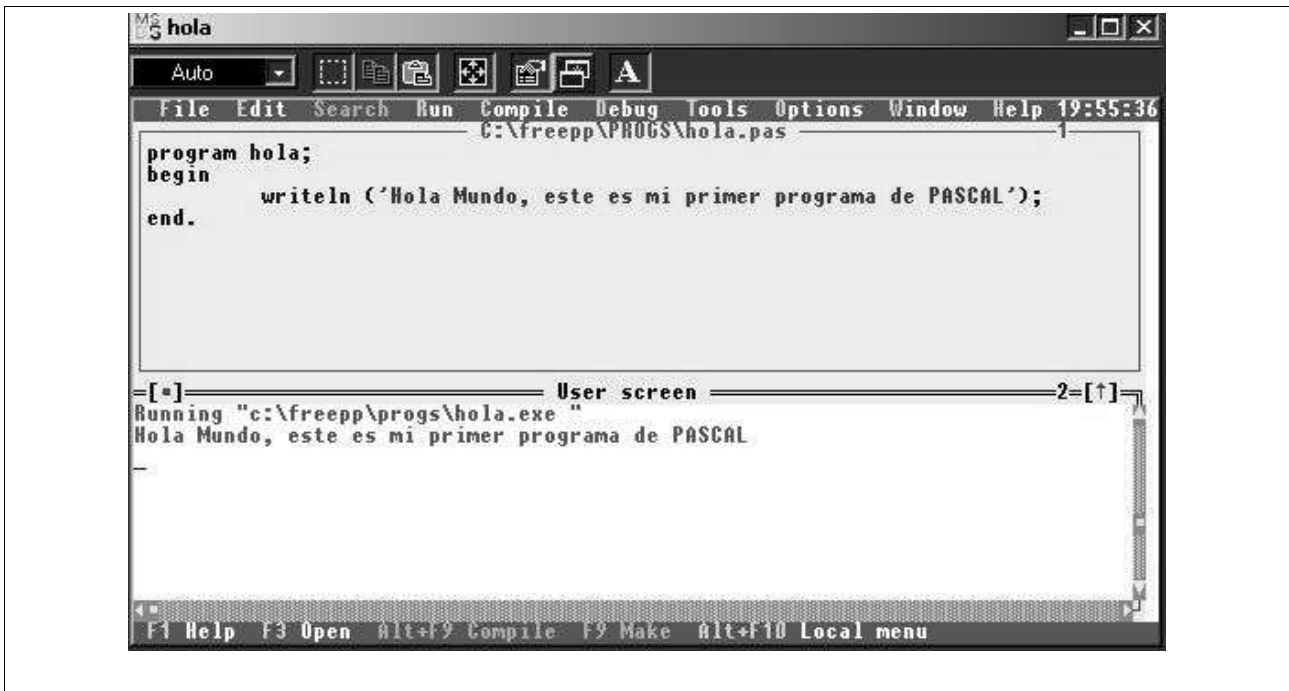 hola
Auto
A
File Edit Search Run Compile Debug Tools Options Window Help 19:55:36
C:\freepp\PROGS\hola.pas 1
program hola;
begin
writeln ('Hola Mundo, este es mi primer programa de PASCAL');
end.
[▪] User screen 2=[↑]
Running "c:\freepp\progs\hola.exe "
Hola Mundo, este es mi primer programa de PASCAL
_
F1 Help F3 Open Alt+F9 Compile F9 Make Alt+F10 Local menu